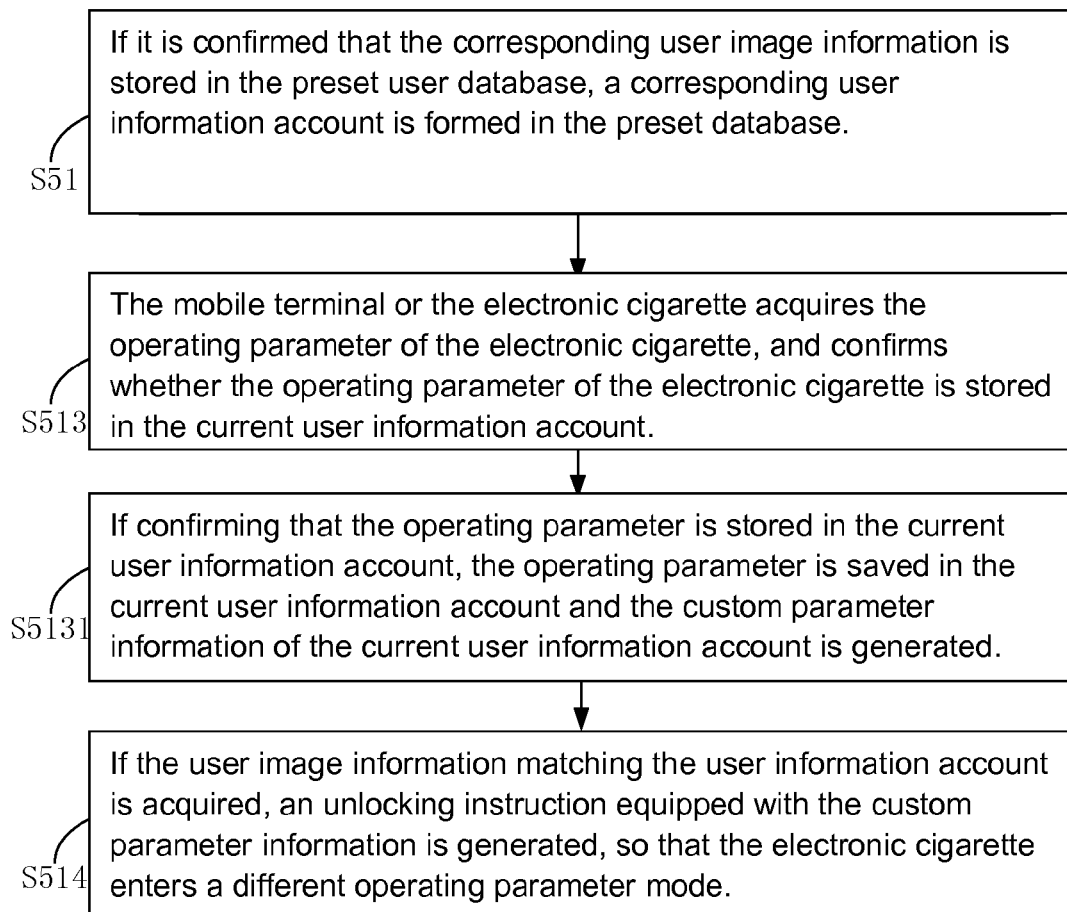 If it is confirmed that the corresponding user image information is
stored in the preset user database, a corresponding user
information account is formed in the preset database.
S51
The mobile terminal or the electronic cigarette acquires the
operating parameter of the electronic cigarette, and confirms
whether the operating parameter of the electronic cigarette is stored
in the current user information account.
S513
If confirming that the operating parameter is stored in the current
user information account, the operating parameter is saved in the
current user information account and the custom parameter
information of the current user information account is generated.
S5131
If the user image information matching the user information account
is acquired, an unlocking instruction equipped with the custom
parameter information is generated, so that the electronic cigarette
enters a different operating parameter mode.
S514